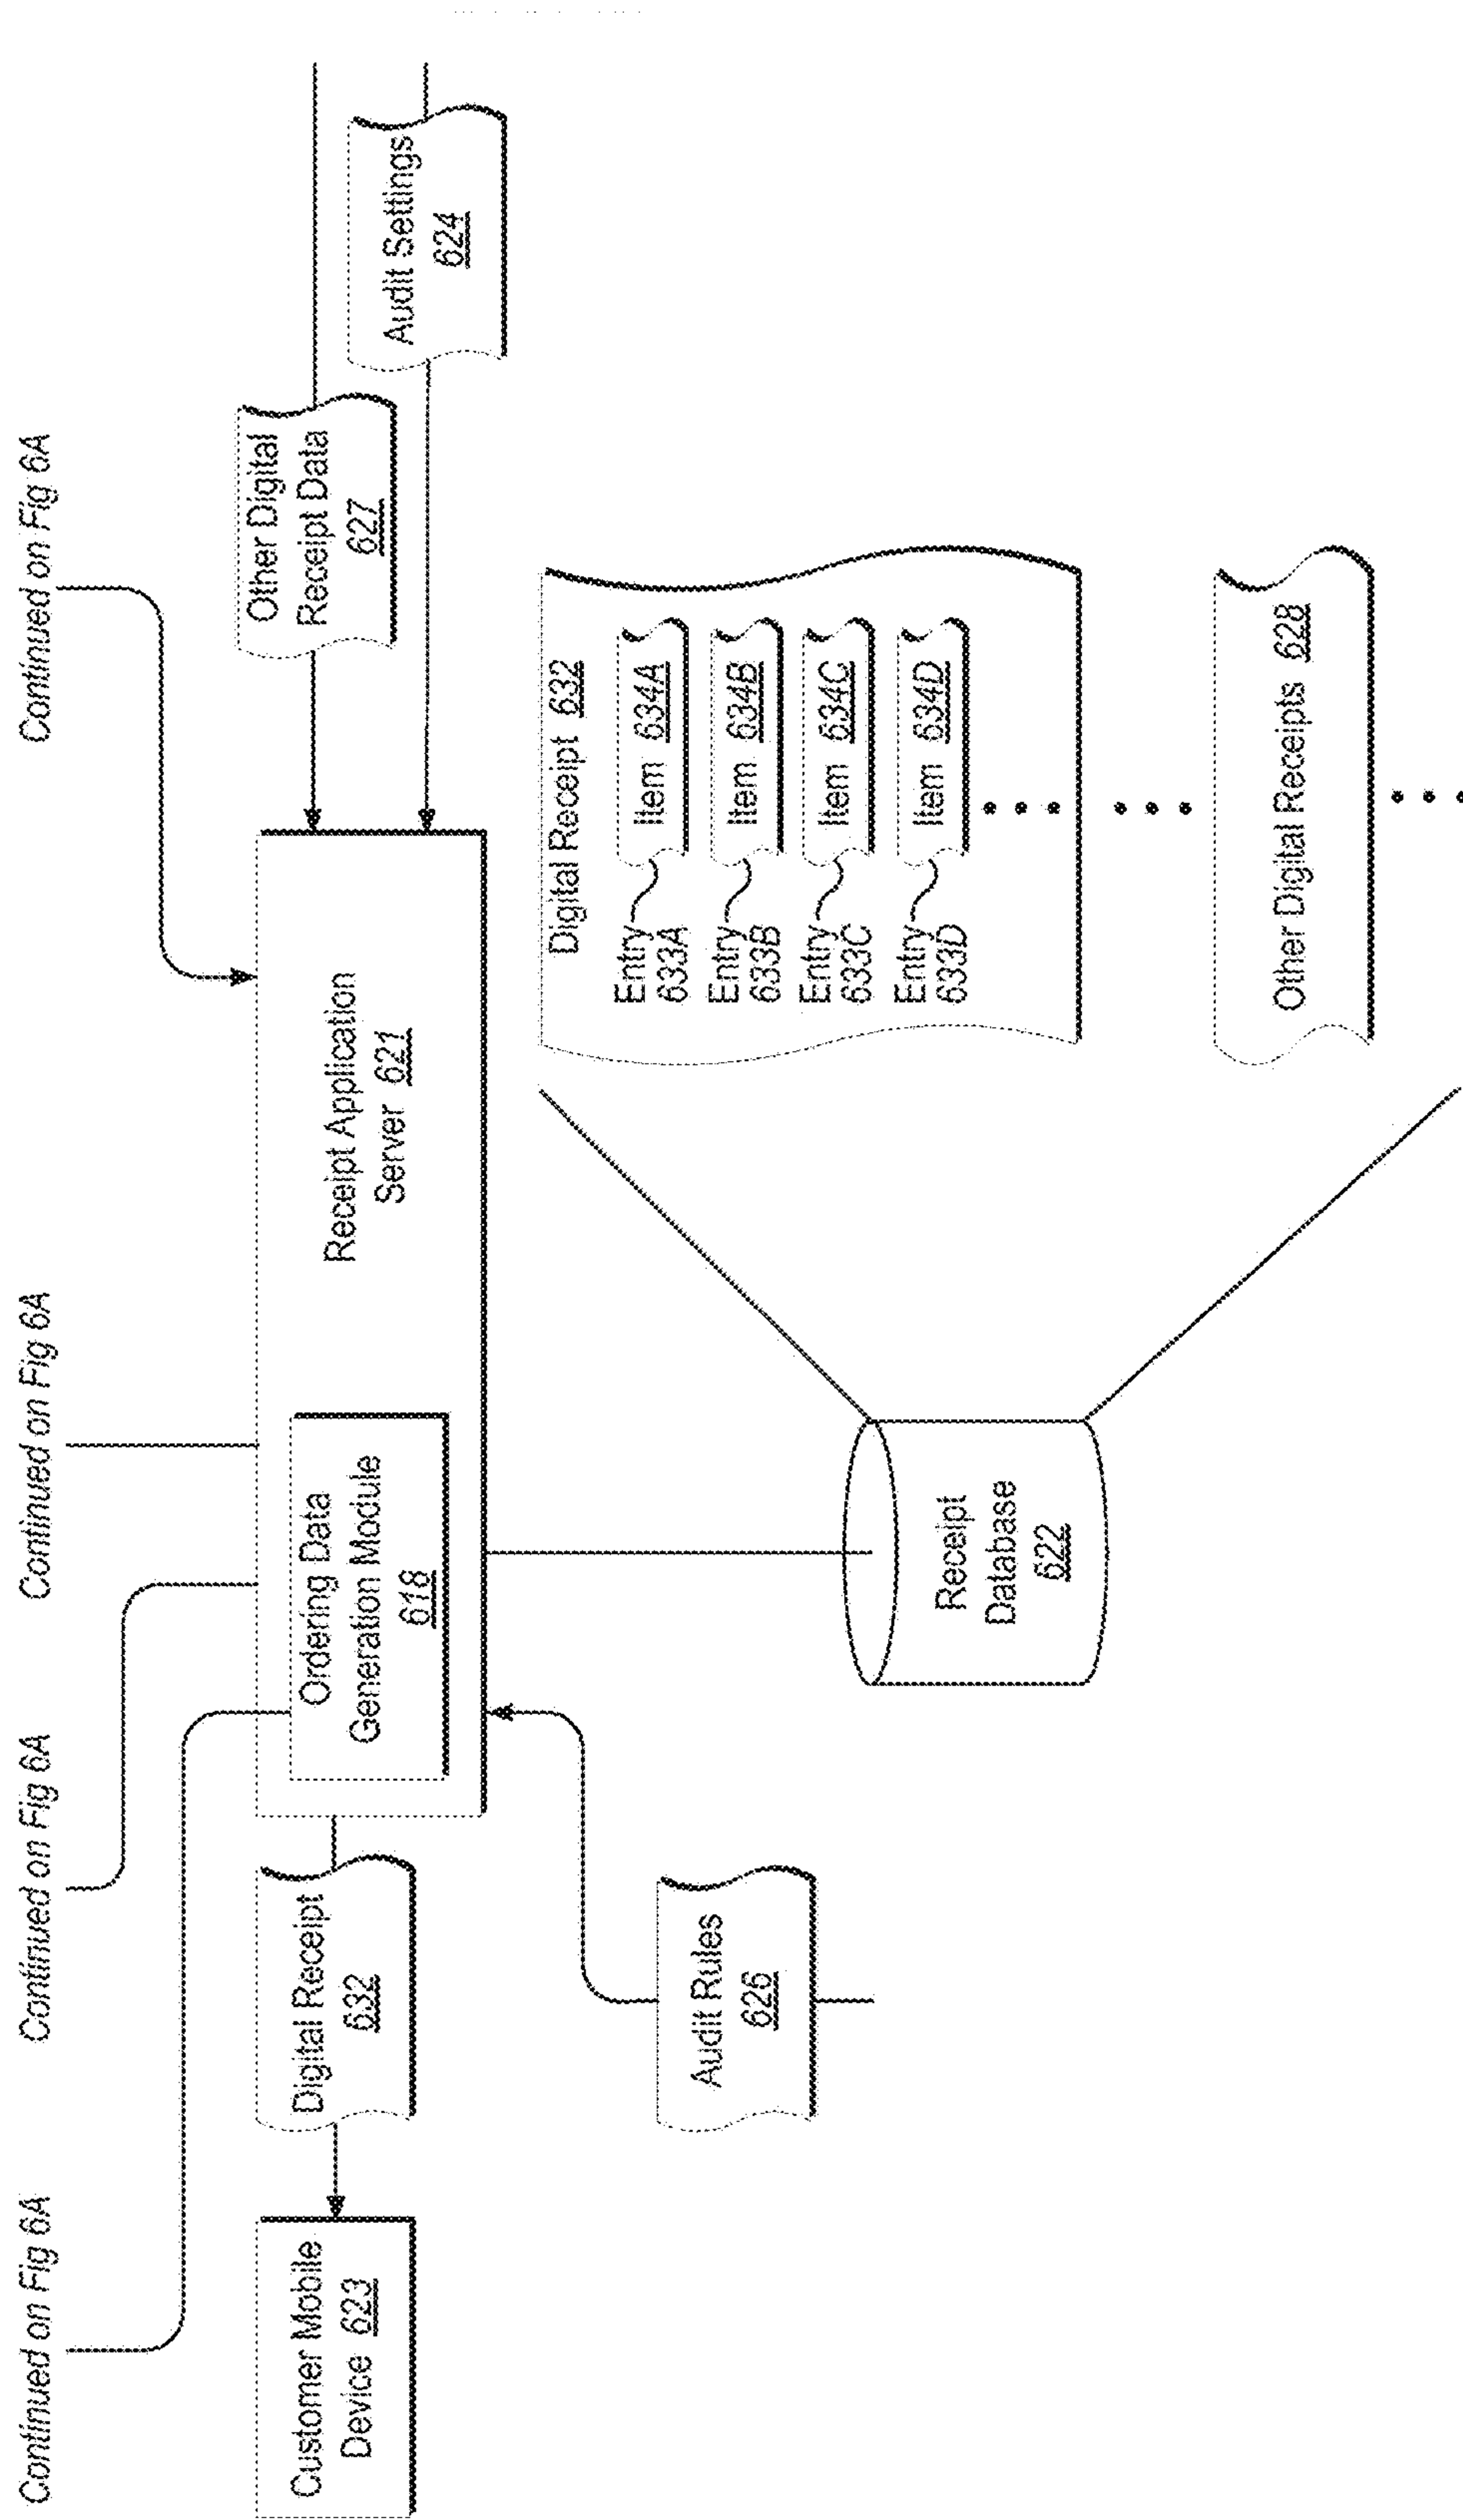 Continued on Fig 6A
Continued on Fig 6A
Continued on Fig 6A
Continued on Fig 6A
Customer Mobile
Device 623
Digital Receipt
632
Ordering Data
Generation Module
618
Receipt Application
Server 621
Other Digital
Receipt Data
627
Audit Settings
624
Audit Rules
626
Receipt
Database
622
Digital Receipt 632
Entry
633A
Item 634A
Entry
633B
Item 634B
Entry
633C
Item 634C
Entry
633D
Item 634D
Other Digital Receipts 628